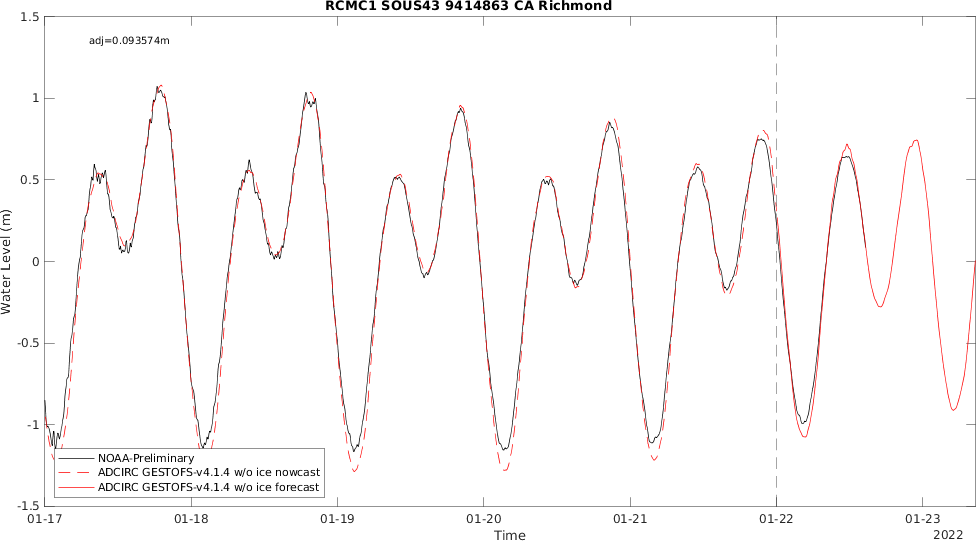 RCMC1 SOUS43 9414863 CA Richmond
adj=0.093574m
1.5
1
0.5
0
-0.5
-1
-1.5
Water Level (m)
NOAA-Preliminary
ADCIRC GESTOFS-v4.1.4 w/o ice nowcast
ADCIRC GESTOFS-v4.1.4 w/o ice forecast
01-17 01-18 01-19 01-20 01-21 01-22 01-23
Time
2022